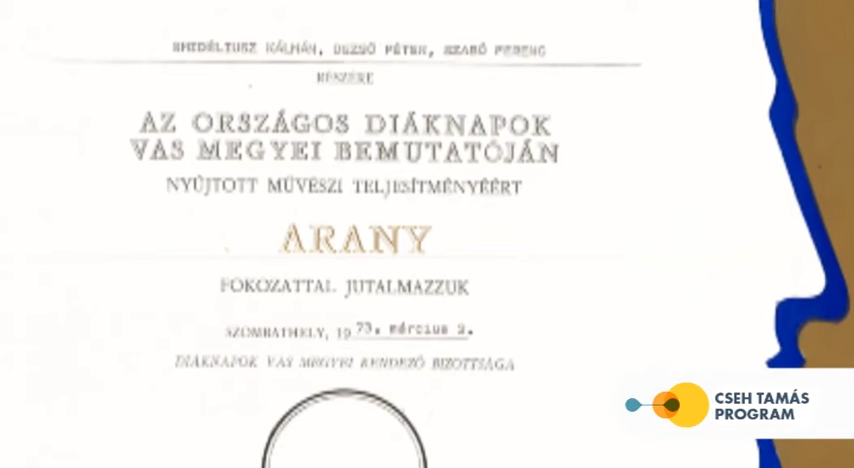 KÁLMÁN, DEZSŐ PÉTER, SZABÓ FERENC
RÉSZÉRE
AZ ORSZÁGOS DIÁKNAPOK
VAS MEGYEI BEMUTATÓJÁN
NYÚJTOTT MŰVÉSZI TELJESÍTMÉNYÉÉRT
ARANY
FOKOZATTAL JUTALMAZZUK
SZOMBATHELY, 1973. március 2.
DIÁKNAPOK VAS MEGYEI RENDEZŐ BIZOTTSÁGA
CSEH TAMÁS
PROGRAM